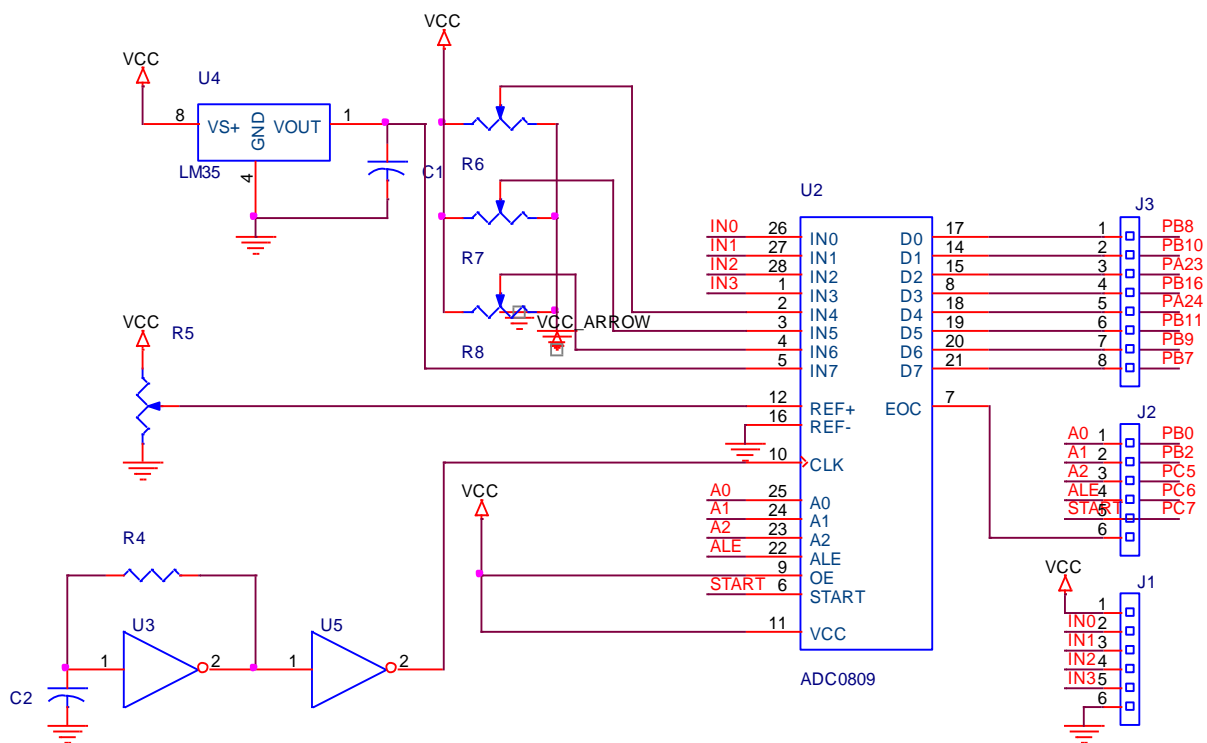 VCC
VCC
U4
8
VS+
GND
VOUT
1
LM35
4
C1
R6
R7
R8
VCC_ARROW
VCC
R5
U2
IN0 26 IN0 D0 17
IN1 27 IN1 D1 14
IN2 28 IN2 D2 15
IN3 1 IN3 D3 8
2 IN4 D4 18
3 IN5 D5 19
4 IN6 D6 20
5 IN7 D7 21
12 REF+ EOC 7
16 REF-
10 CLK
A0 25 A0
A1 24 A1
A2 23 A2
ALE 22 ALE
9 OE
START 6 START
11 VCC
ADC0809
VCC
J3
1 PB8
2 PB10
3 PA23
4 PB16
5 PA24
6 PB11
7 PB9
8 PB7
J2
A0 1 PB0
A1 2 PB2
A2 3 PC5
ALE 4 PC6
START 5 PC7
6
VCC
J1
1
IN0 2
IN1 3
IN2 4
IN3 5
6
R4
U3
1
2
U5
1
2
C2